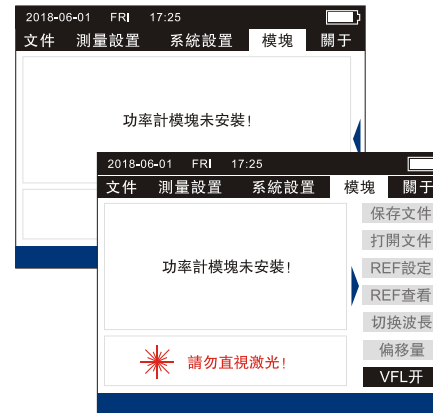 2018-06-01 FRI 17:25
文件 測量設置 系統設置 模塊 關于
功率計模塊未安裝!
2018-06-01 FRI 17:25
文件 測量設置 系統設置 模塊 關于
功率計模塊未安裝!
請勿直視激光!
保存文件
打開文件
REF設定
REF查看
切换波長
偏移量
VFL开